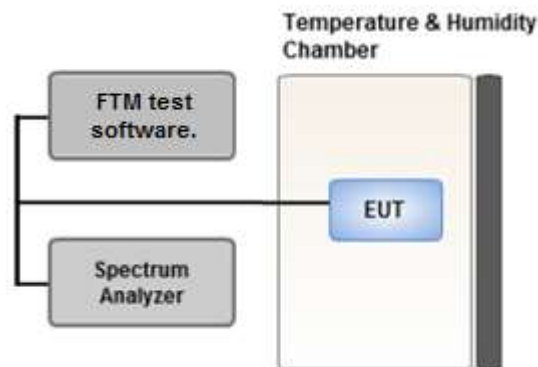 Temperature & Humidity
Chamber
FTM test
software.
EUT
Spectrum
Analyzer